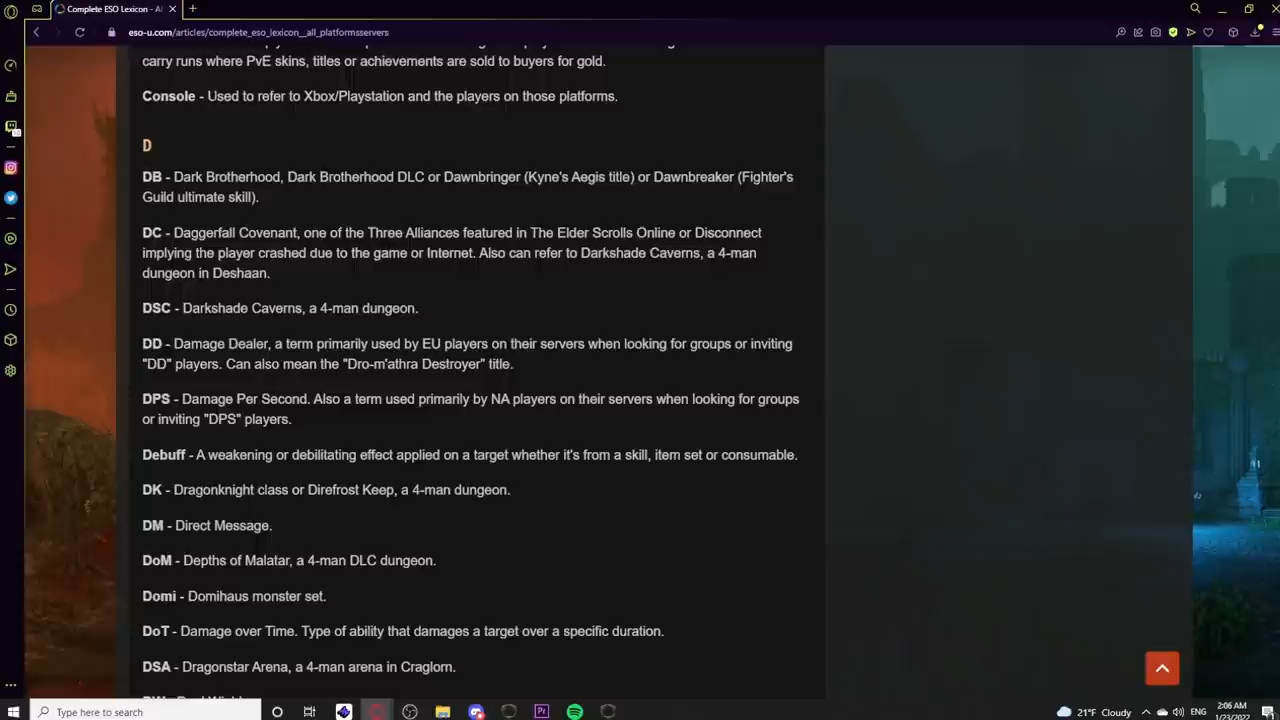 Complete ESO Lexicon - All Plat
eso-u.com/articles/complete_eso_lexicon__all_platformsservers
carry runs where PvE skins, titles or achievements are sold to buyers for gold.
Console - Used to refer to Xbox/Playstation and the players on those platforms.
D
DB - Dark Brotherhood, Dark Brotherhood DLC or Dawnbringer (Kyne's Aegis title) or Dawnbreaker (Fighter's
Guild ultimate skill).
DC - Daggerfall Covenant, one of the Three Alliances featured in The Elder Scrolls Online or Disconnect
implying the player crashed due to the game or Internet. Also can refer to Darkshade Caverns, a 4-man
dungeon in Deshaan.
DSC - Darkshade Caverns, a 4-man dungeon.
DD - Damage Dealer, a term primarily used by EU players on their servers when looking for groups or inviting
"DD" players. Can also mean the "Dro-m'athra Destroyer" title.
DPS - Damage Per Second. Also a term used primarily by NA players on their servers when looking for groups
or inviting "DPS" players.
Debuff - A weakening or debilitating effect applied on a target whether it's from a skill, item set or consumable.
DK - Dragonknight class or Direfrost Keep, a 4-man dungeon.
DM - Direct Message.
DoM - Depths of Malatar, a 4-man DLC dungeon.
Domi - Domihaus monster set.
DoT - Damage over Time. Type of ability that damages a target over a specific duration.
DSA - Dragonstar Arena, a 4-man arena in Craglorn.
Type here to search
Pr
21°F Cloudy
ENG
2:06 AM
1/23/2022